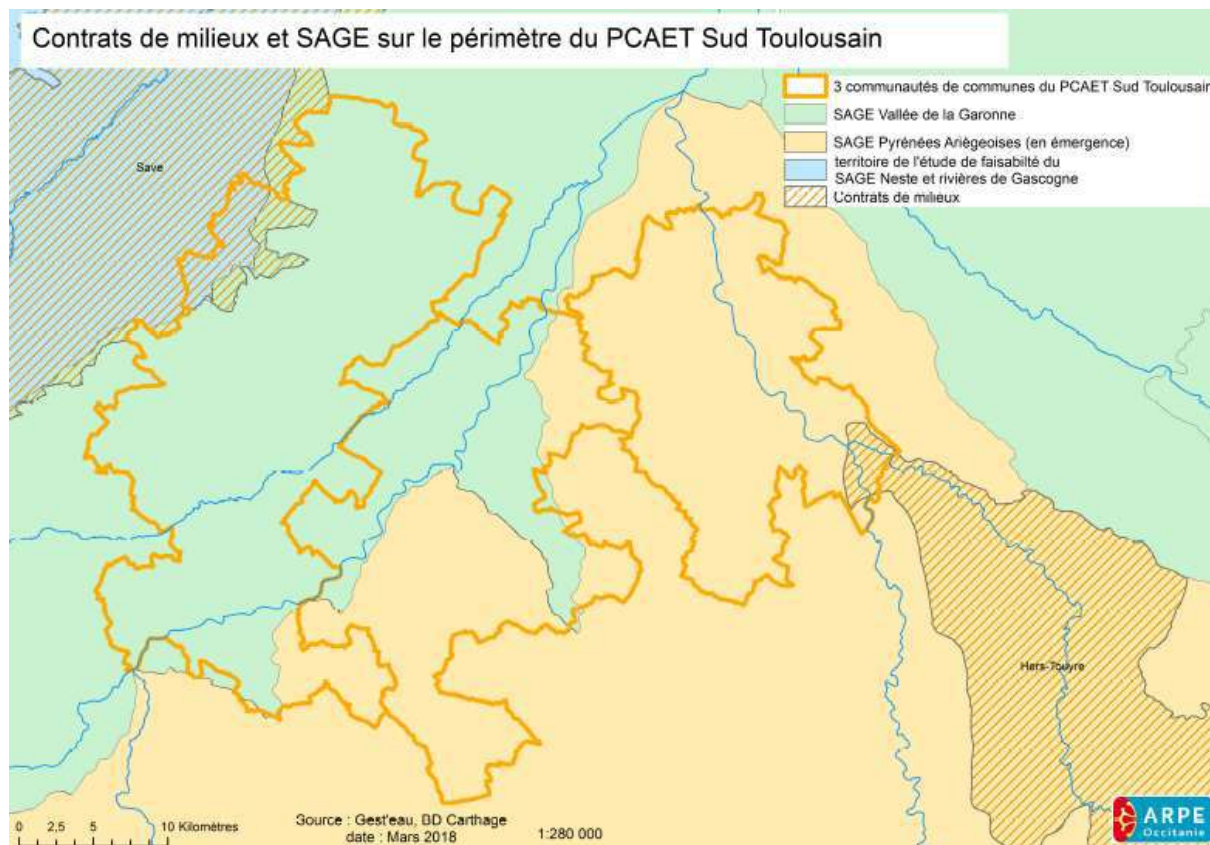 Contrats de milieux et SAGE sur le périmètre du PCAET Sud Toulousain
3 communautés de communes du PCAET Sud Toulousain
SAGE Vallée de la Garonne
SAGE Pyrénées Ariègeoises (en émergence)
territoire de l'étude de faisabilté du
SAGE Neste et rivières de Gascogne
Contrats de milieux
Save
Hers-Touyre
0 2,5 5 10 Kilomètres
Source : Gest'eau, BD Carthage
date : Mars 2018
1:280 000
ARPE
Occitanie